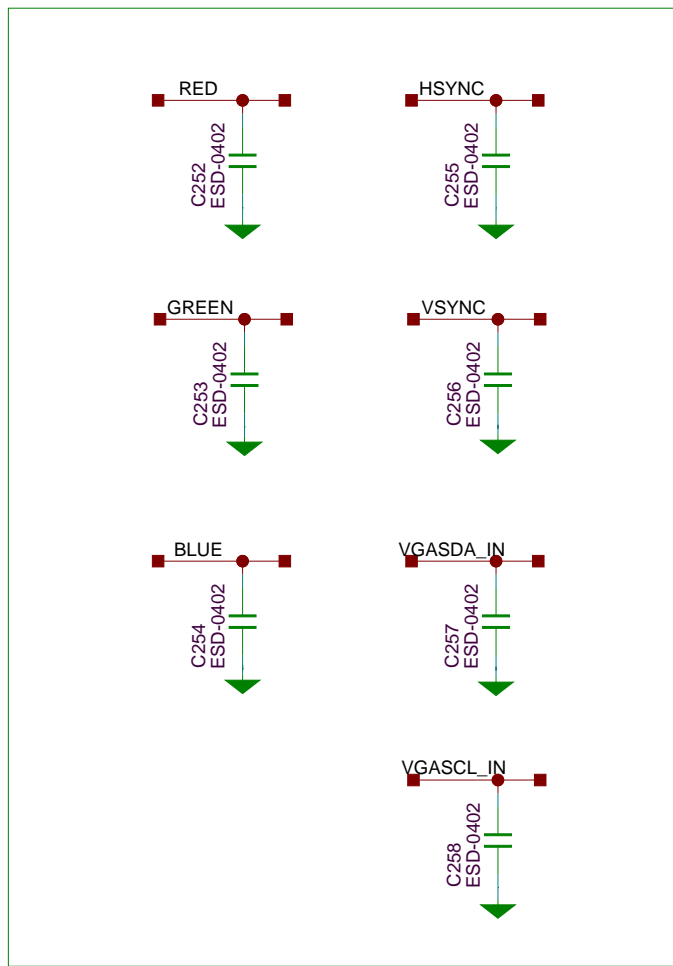 RED
C252
ESD-0402
HSYNC
C255
ESD-0402
GREEN
C253
ESD-0402
VSYNC
C256
ESD-0402
BLUE
C254
ESD-0402
VGASDA_IN
C257
ESD-0402
VGASCL_IN
C258
ESD-0402